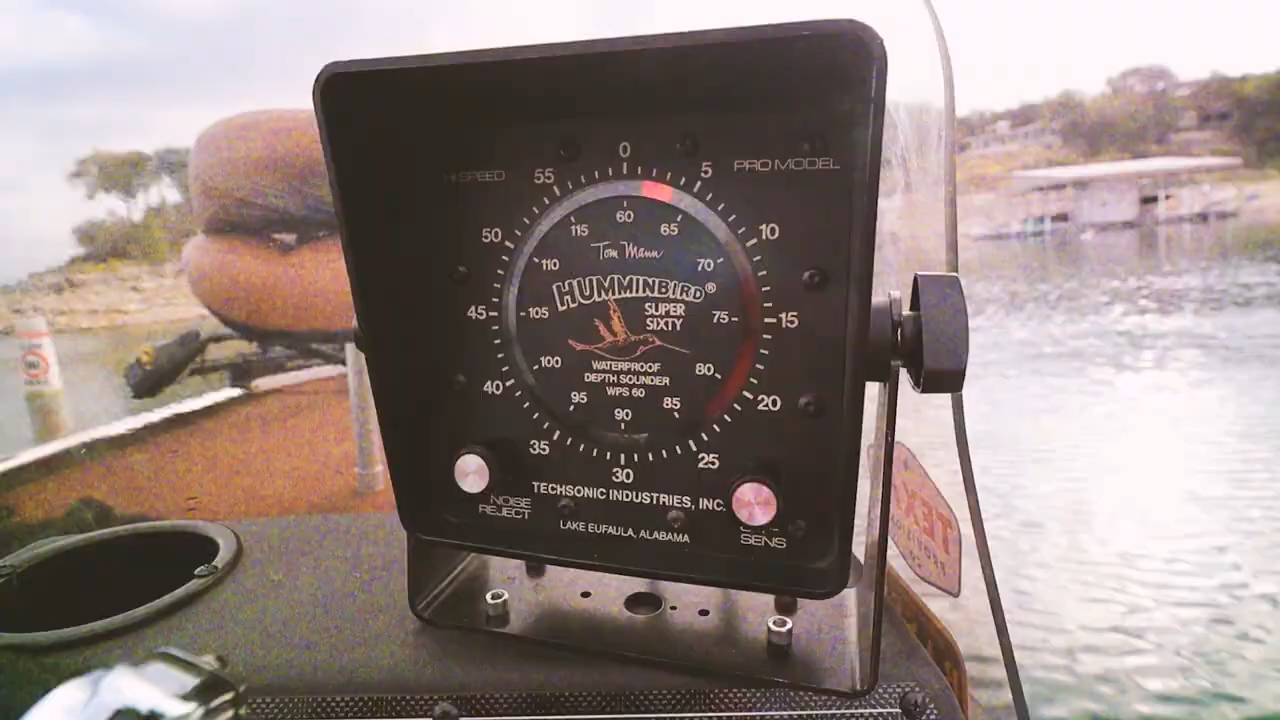 HI SPEED
PRO MODEL
0
5
10
15
20
25
30
35
40
45
50
55
60
65
70
75
80
85
90
95
100
105
110
115
Tom Mann
HUMMINBIRD®
SUPER
SIXTY
WATERPROOF
DEPTH SOUNDER
WPS 60
TECHSONIC INDUSTRIES, INC.
LAKE EUFAULA, ALABAMA
NOISE
REJECT
SENS